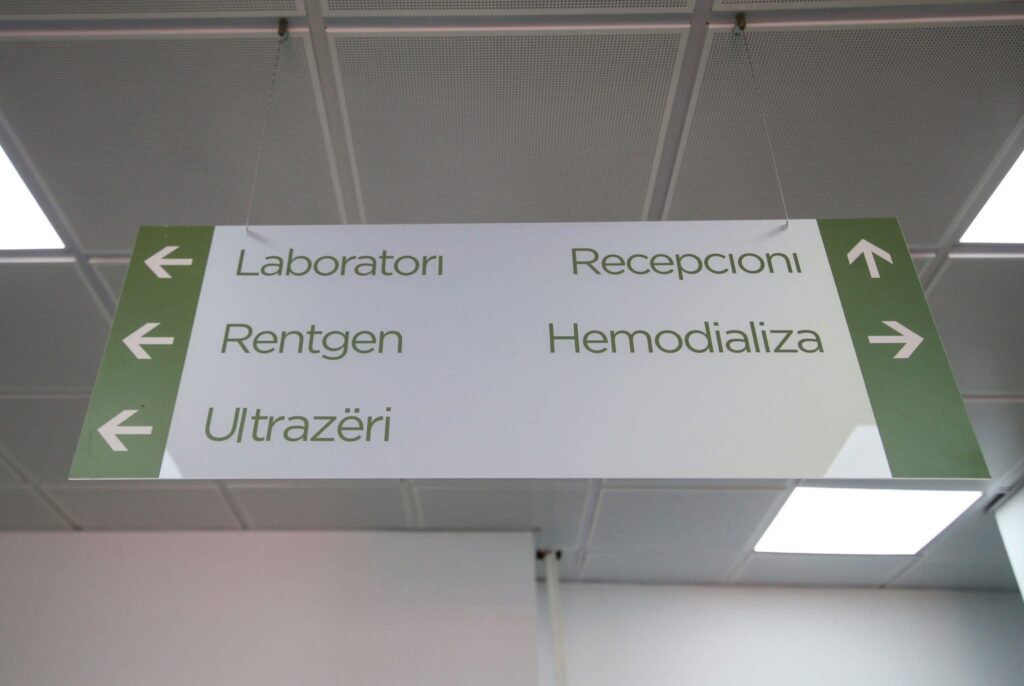 Laboratori
Rentgen
Ultrazëri
Recepcioni
Hemodializa